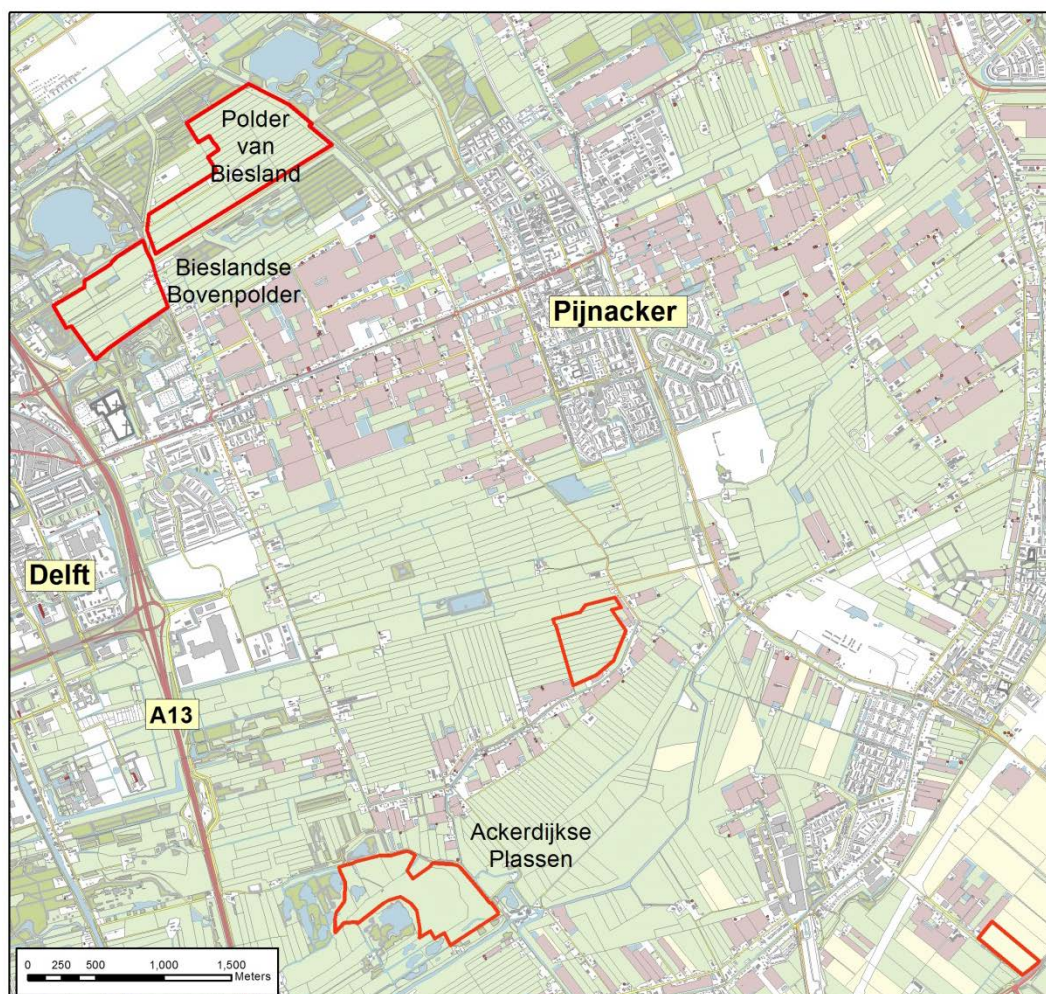 Polder
van
Biesland
Bieslandse
Bovenpolder
Pijnacker
Delft
A13
Ackerdijkse
Plassen
0 250 500 1,000 1,500
Meters